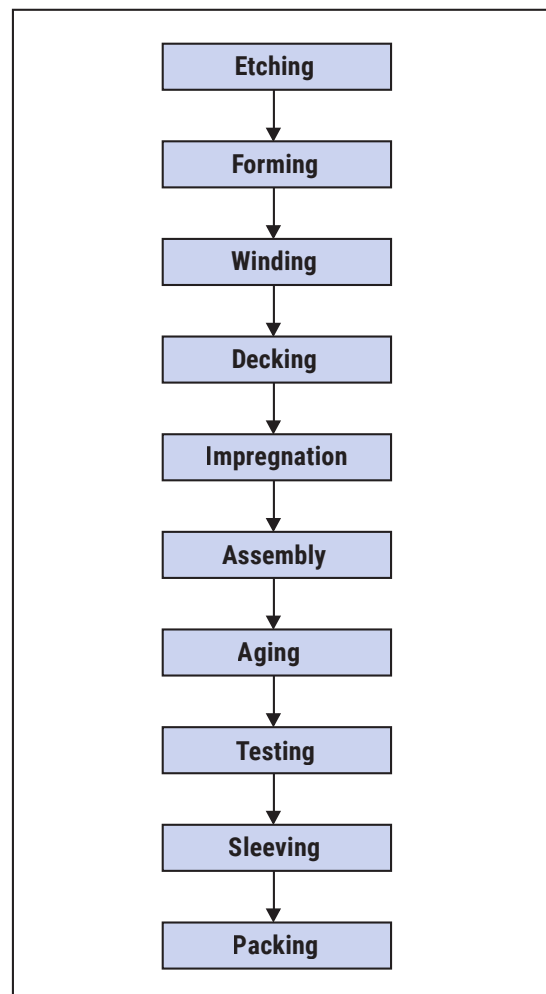 Etching
Forming
Winding
Decking
Impregnation
Assembly
Aging
Testing
Sleeving
Packing